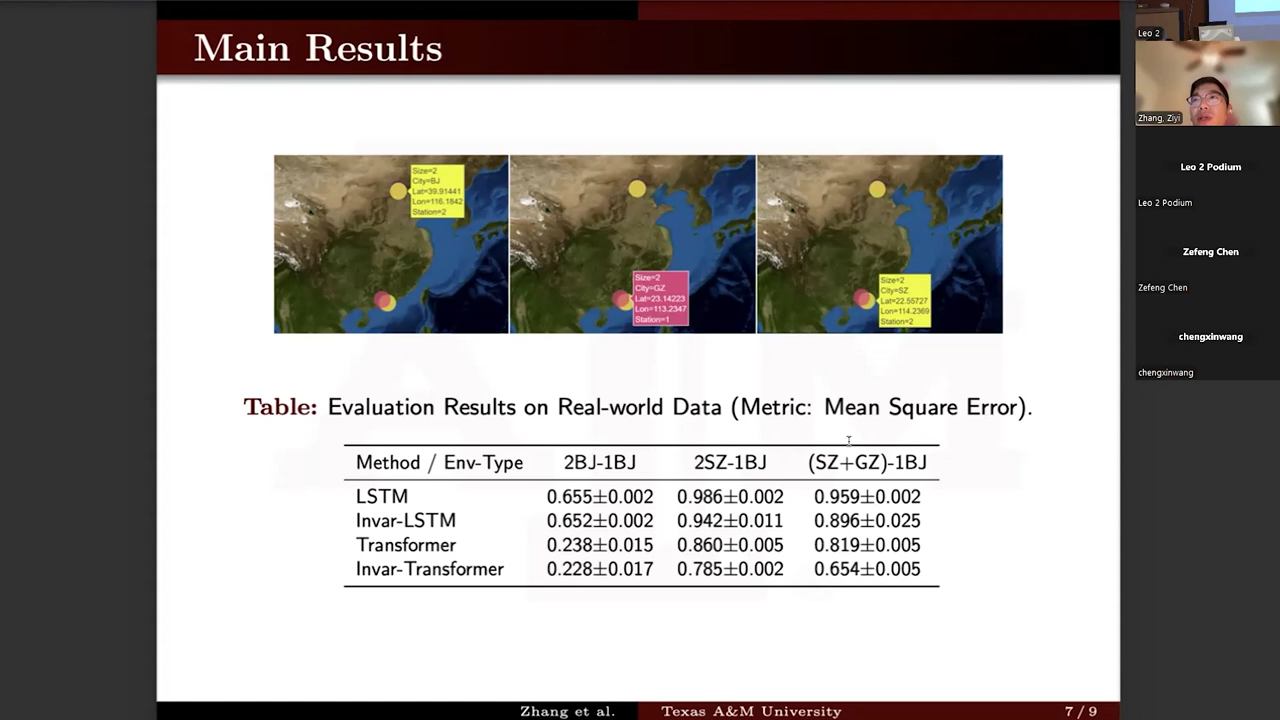 Main Results
Size=2
City=BJ
Lat=39.91441
Lon=116.1842
Station=2
Size=2
City=GZ
Lat=23.14223
Lon=113.2347
Station=1
Size=2
City=SZ
Lat=22.55727
Lon=114.2369
Station=2
Table: Evaluation Results on Real-world Data (Metric: Mean Square Error).
Method / Env-Type 2BJ-1BJ 2SZ-1BJ (SZ+GZ)-1BJ
LSTM 0.655±0.002 0.986±0.002 0.959±0.002
Invar-LSTM 0.652±0.002 0.942±0.011 0.896±0.025
Transformer 0.238±0.015 0.860±0.005 0.819±0.005
Invar-Transformer 0.228±0.017 0.785±0.002 0.654±0.005
Zhang et al. Texas A&M University 7 / 9
Leo 2
Zhang, Ziyi
Leo 2 Podium
Leo 2 Podium
Zefeng Chen
Zefeng Chen
chengxinwang
chengxinwang